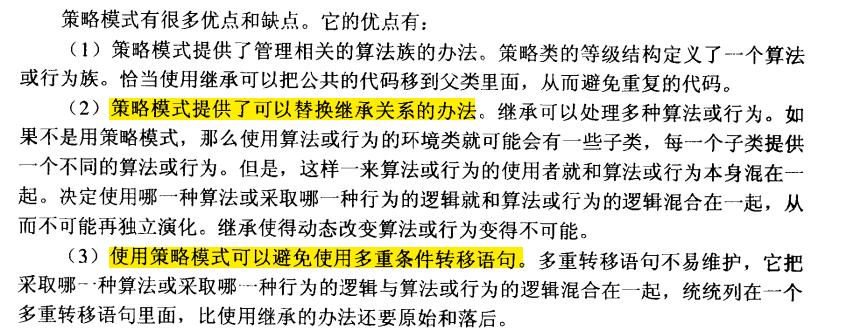 策略模式有很多优点和缺点。它的优点有：
（1）策略模式提供了管理相关的算法族的办法。策略类的等级结构定义了一个算法
或行为族。恰当使用继承可以把公共的代码移到父类里面，从而避免重复的代码。
（2）策略模式提供了可以替换继承关系的办法。继承可以处理多种算法或行为。如
果不是用策略模式，那么使用算法或行为的环境类就可能会有一些子类，每一个子类提供
一个不同的算法或行为。但是，这样一来算法或行为的使用者就和算法或行为本身混在一
起。决定使用哪一种算法或采取哪一种行为的逻辑就和算法或行为的逻辑混合在一起，从
而不可能再独立演化。继承使得动态改变算法或行为变得不可能。
（3）使用策略模式可以避免使用多重条件转移语句。多重转移语句不易维护，它把
采取哪一种算法或采取哪一种行为的逻辑与算法或行为的逻辑混合在一起，统统列在一个
多重转移语句里面，比使用继承的办法还要原始和落后。